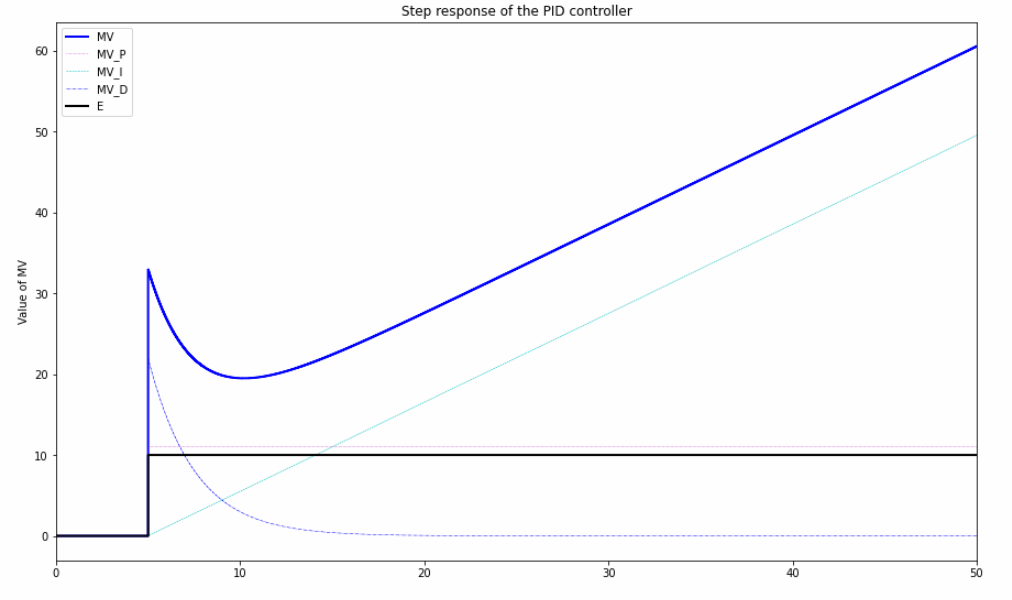 Step response of the PID controller
MV
MV_P
MV_I
MV_D
E
Value of MV
60
50
40
30
20
10
0
0 10 20 30 40 50